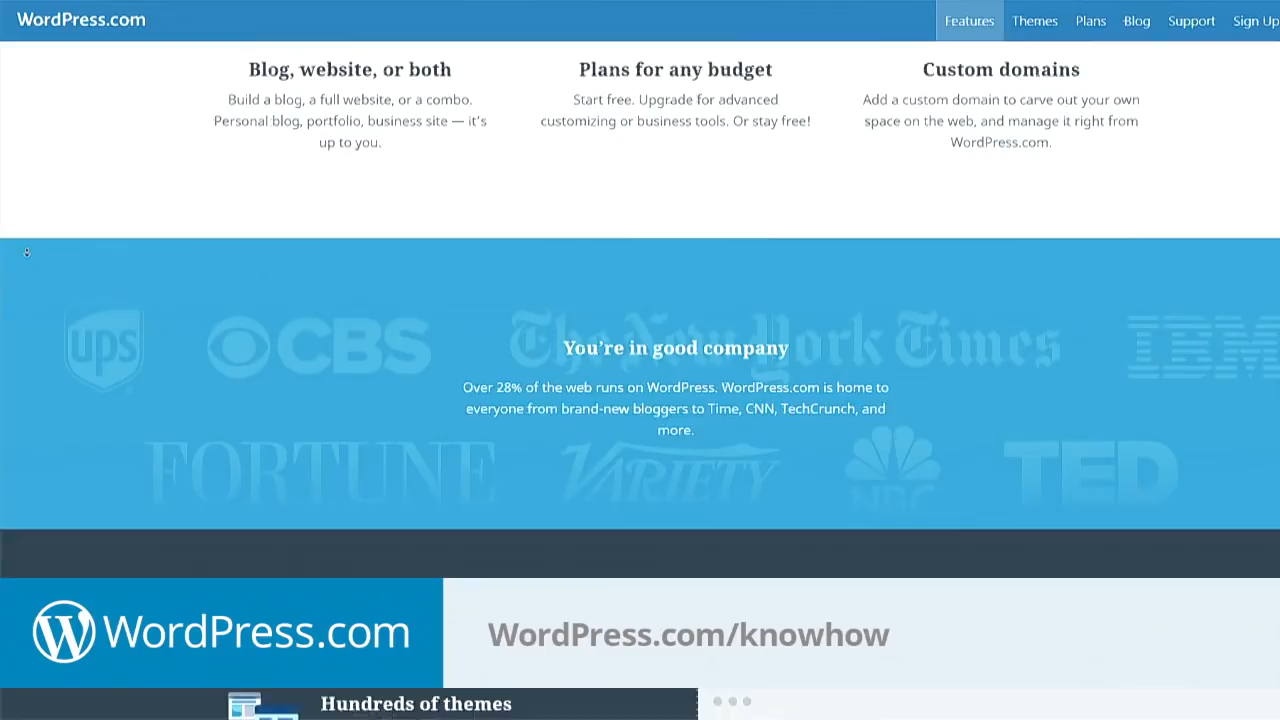 WordPress.com
Features Themes Plans Blog Support Sign Up
Blog, website, or both
Build a blog, a full website, or a combo.
Personal blog, portfolio, business site — it's
up to you.
Plans for any budget
Start free. Upgrade for advanced
customizing or business tools. Or stay free!
Custom domains
Add a custom domain to carve out your own
space on the web, and manage it right from
WordPress.com.
ups
CBS
The New York Times
IBM
You're in good company
Over 28% of the web runs on WordPress. WordPress.com is home to
everyone from brand-new bloggers to Time, CNN, TechCrunch, and
more.
FORTUNE
VARIETY
NBC
TED
WordPress.com
WordPress.com/knowhow
Hundreds of themes